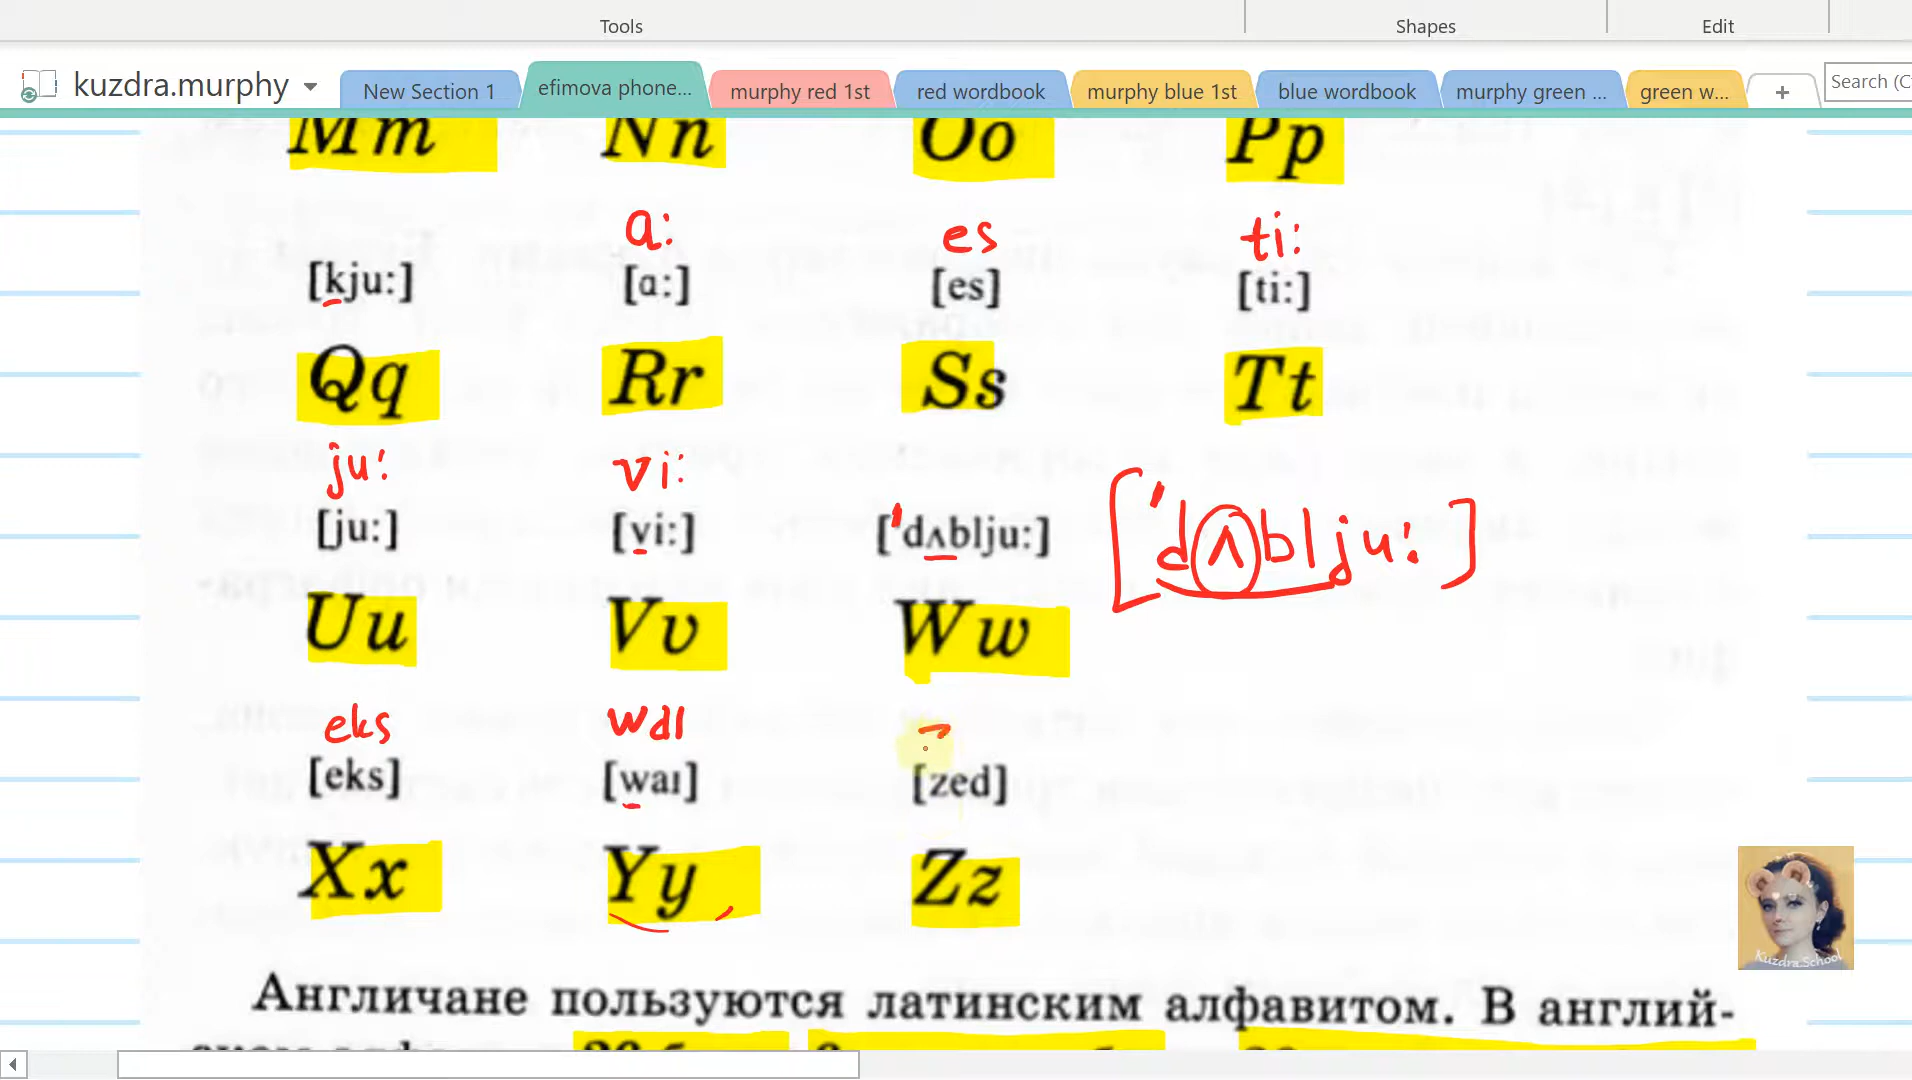 Tools Shapes Edit
kuzdra.murphy New Section 1 efimova phone... murphy red 1st red wordbook murphy blue 1st blue wordbook murphy green ... green w... + Search (C
Mm Nn Oo Pp
a: es ti:
[kju:] [ɑ:] [es] [ti:]
Qq Rr Ss Tt
ju: vi:
[ju:] [vi:] ['dʌblju:] ['dʌblju:]
Uu Vv Ww
eks waI
[eks] [waɪ] [zed]
Xx Yy Zz
Kuzdra.School
Англичане пользуются латинским алфавитом. В англий-